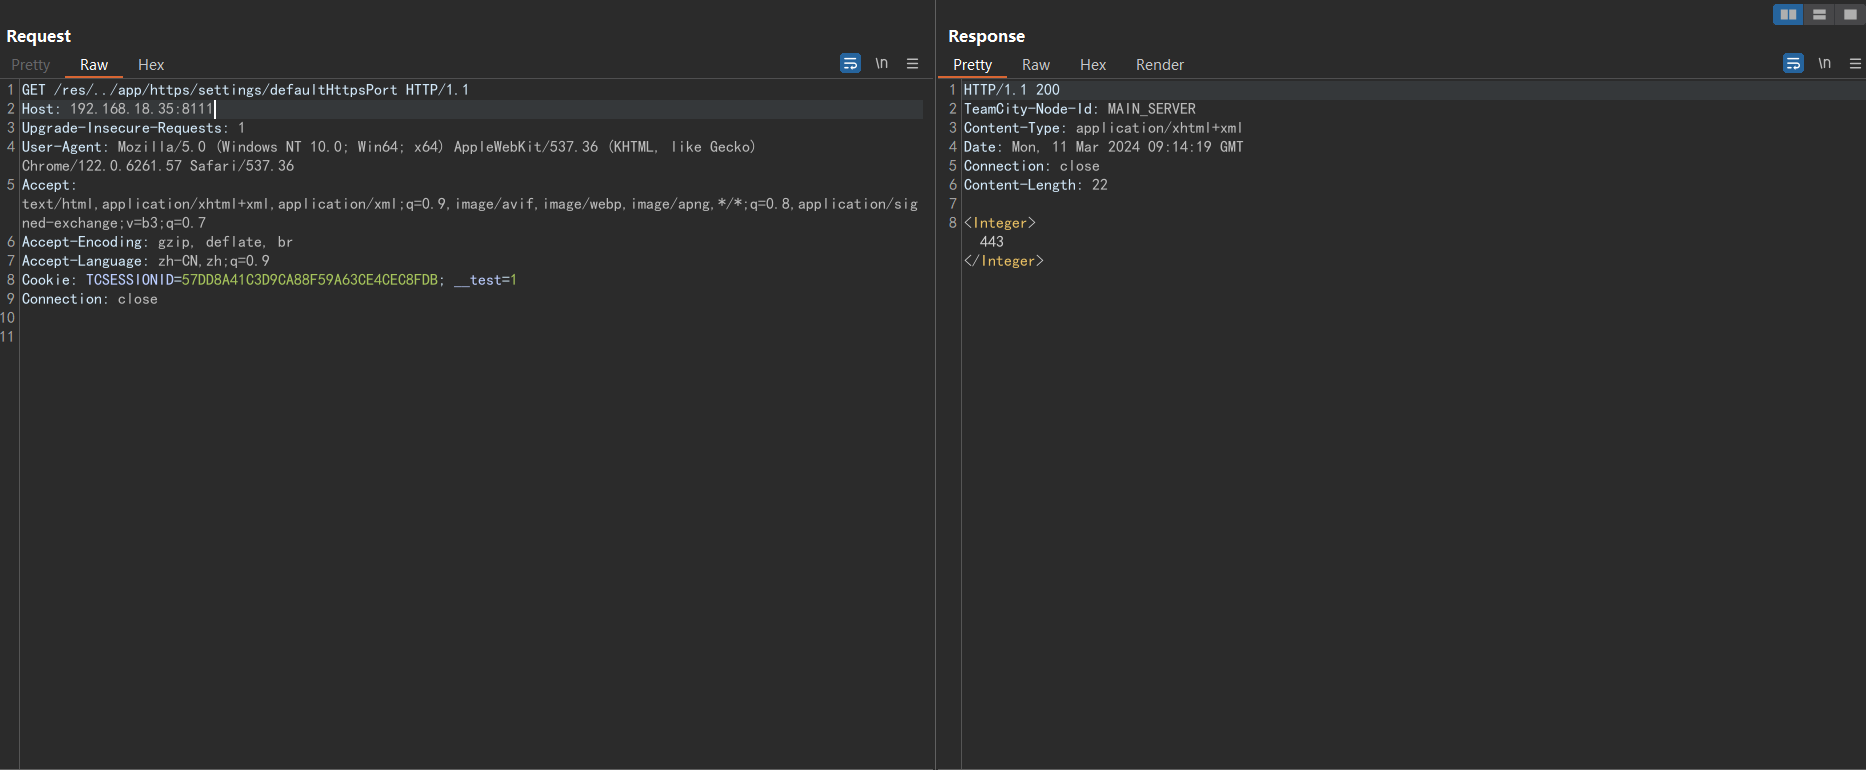 Request
Pretty Raw Hex
\n
1 GET /res/../app/https/settings/defaultHttpsPort HTTP/1.1
2 Host: 192.168.18.35:8111
3 Upgrade-Insecure-Requests: 1
4 User-Agent: Mozilla/5.0 (Windows NT 10.0; Win64; x64) AppleWebKit/537.36 (KHTML, like Gecko)
Chrome/122.0.6261.57 Safari/537.36
5 Accept:
text/html,application/xhtml+xml,application/xml;q=0.9,image/avif,image/webp,image/apng,*/*;q=0.8,application/sig
ned-exchange;v=b3;q=0.7
6 Accept-Encoding: gzip, deflate, br
7 Accept-Language: zh-CN,zh;q=0.9
8 Cookie: TCSESSIONID=57DD8A41C3D9CA88F59A63CE4CEC8FDB; __test=1
9 Connection: close
10
11
Response
Pretty Raw Hex Render
\n
1 HTTP/1.1 200
2 TeamCity-Node-Id: MAIN_SERVER
3 Content-Type: application/xhtml+xml
4 Date: Mon, 11 Mar 2024 09:14:19 GMT
5 Connection: close
6 Content-Length: 22
7
8 <Integer>
443
</Integer>